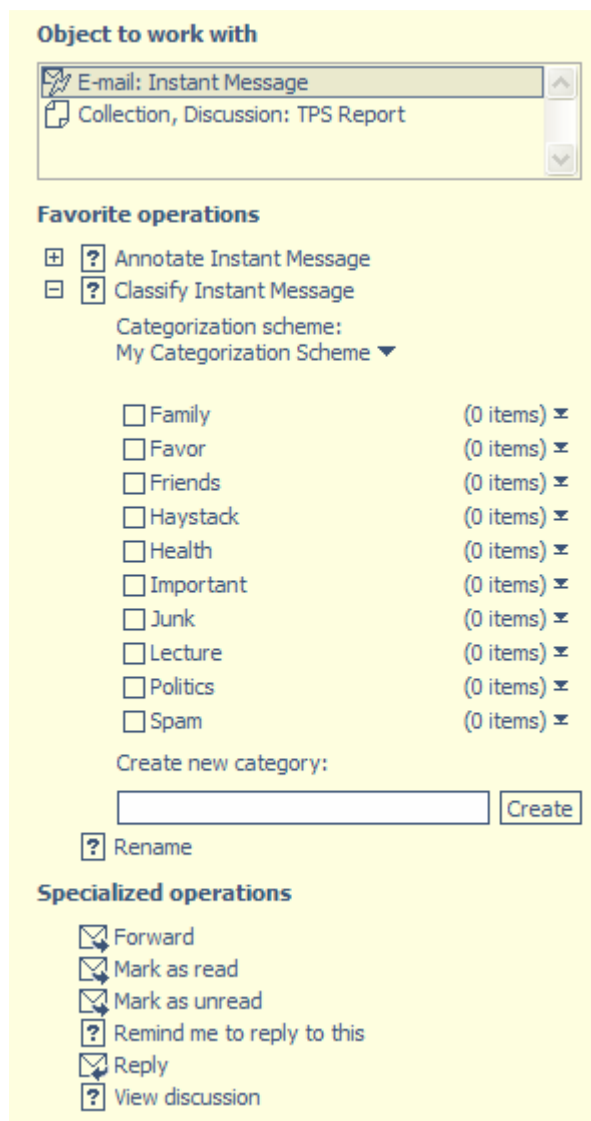 Object to work with
E-mail: Instant Message
Collection, Discussion: TPS Report
Favorite operations
? Annotate Instant Message
? Classify Instant Message
Categorization scheme:
My Categorization Scheme
Family (0 items)
Favor (0 items)
Friends (0 items)
Haystack (0 items)
Health (0 items)
Important (0 items)
Junk (0 items)
Lecture (0 items)
Politics (0 items)
Spam (0 items)
Create new category:
Create
? Rename
Specialized operations
Forward
Mark as read
Mark as unread
? Remind me to reply to this
Reply
? View discussion